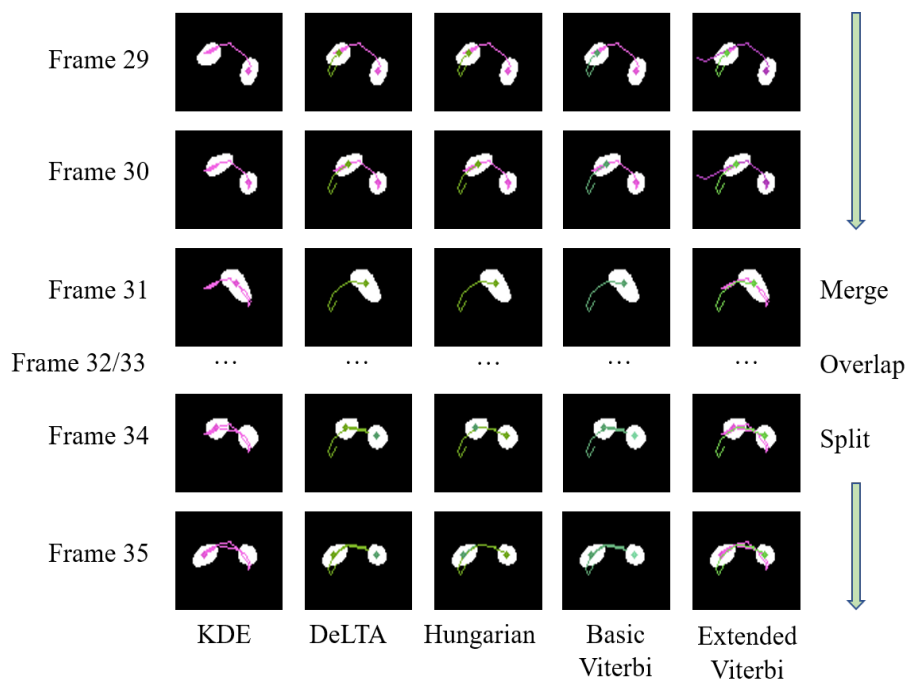 Frame 29
Frame 30
Frame 31
Merge
Frame 32/33
... ... ... ... ...
Overlap
Frame 34
Split
Frame 35
KDE
DeLTA
Hungarian
Basic
Viterbi
Extended
Viterbi